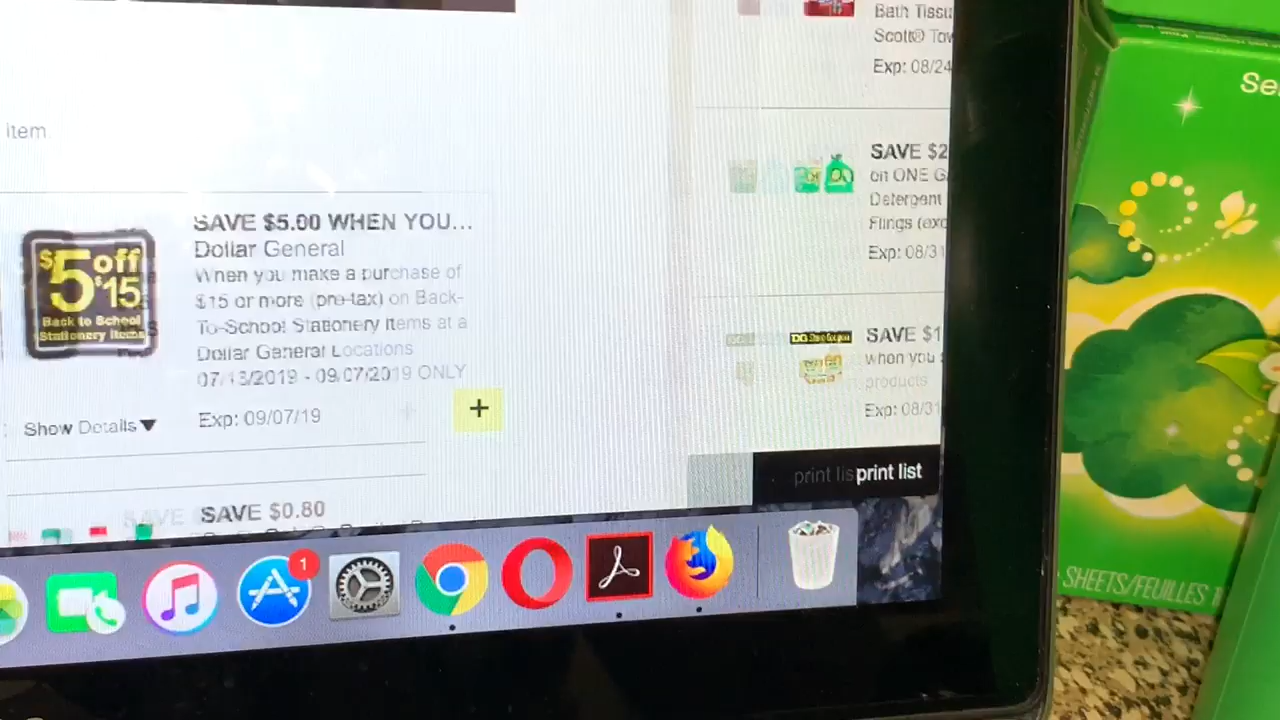 item
$5 off
$15
Back to School
Stationery Items
SAVE $5.00 WHEN YOU...
Dollar General
When you make a purchase of
$15 or more (pre-tax) on Back-
To-School Stationery Items at a
Dollar General Locations
07/13/2019 - 09/07/2019 ONLY
Exp: 09/07/19
+
Show Details▼
SAVE $0.80
Bath Tissu
Scott® Tow
Exp: 08/24
SAVE $2
on ONE G
Detergent
Flings (exc
Exp: 08/31
DG
SAVE $1
when you
products
Exp: 08/31
print list
1
Se
SHEETS/FEUILLES 1